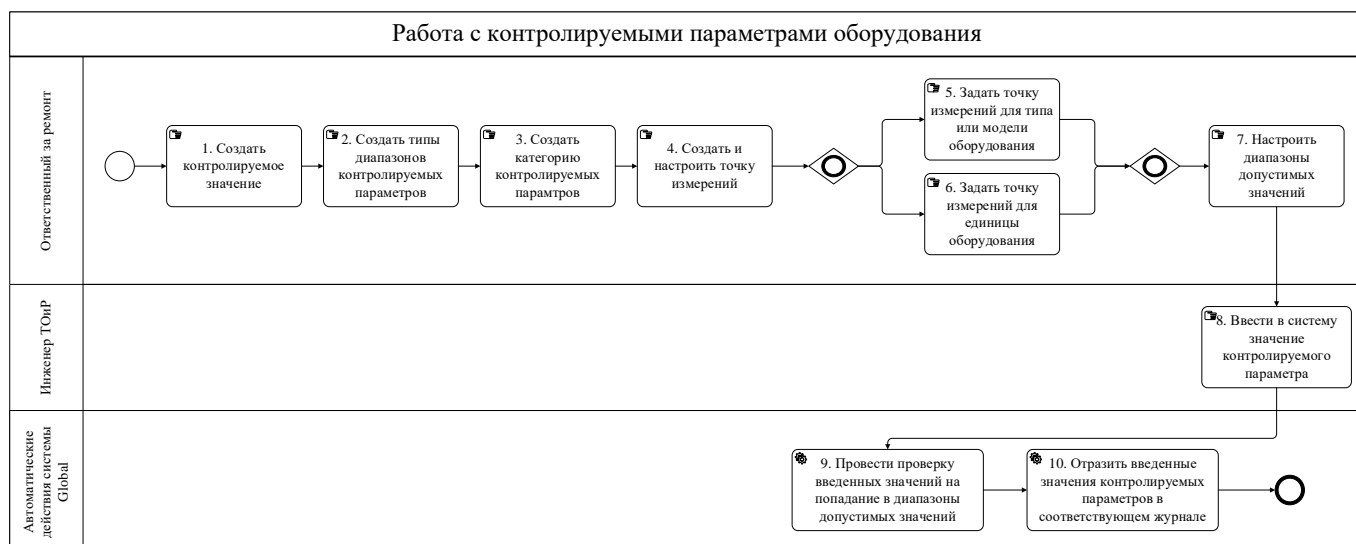 Работа с контролируемыми параметрами оборудования
Ответственный за ремонт
1. Создать
контролируемое
значение
2. Создать типы
диапазонов
контролируемых
параметров
3. Создать
категорию
контролируемых
парамтров
4. Создать и
настроить точку
измерений
5. Задать точку
измерений для типа
или модели
оборудования
6. Задать точку
измерений для
единицы
оборудования
7. Настроить
диапазоны
допустимых
значений
Инженер ТОиР
8. Ввести в систему
значение
контролируемого
параметра
Автоматические
действия системы
Global
9. Провести проверку
введенных значений на
попадание в диапазоны
допустимых значений
10. Отразить введенные
значения контролируемых
параметров в
соответствующем журнале